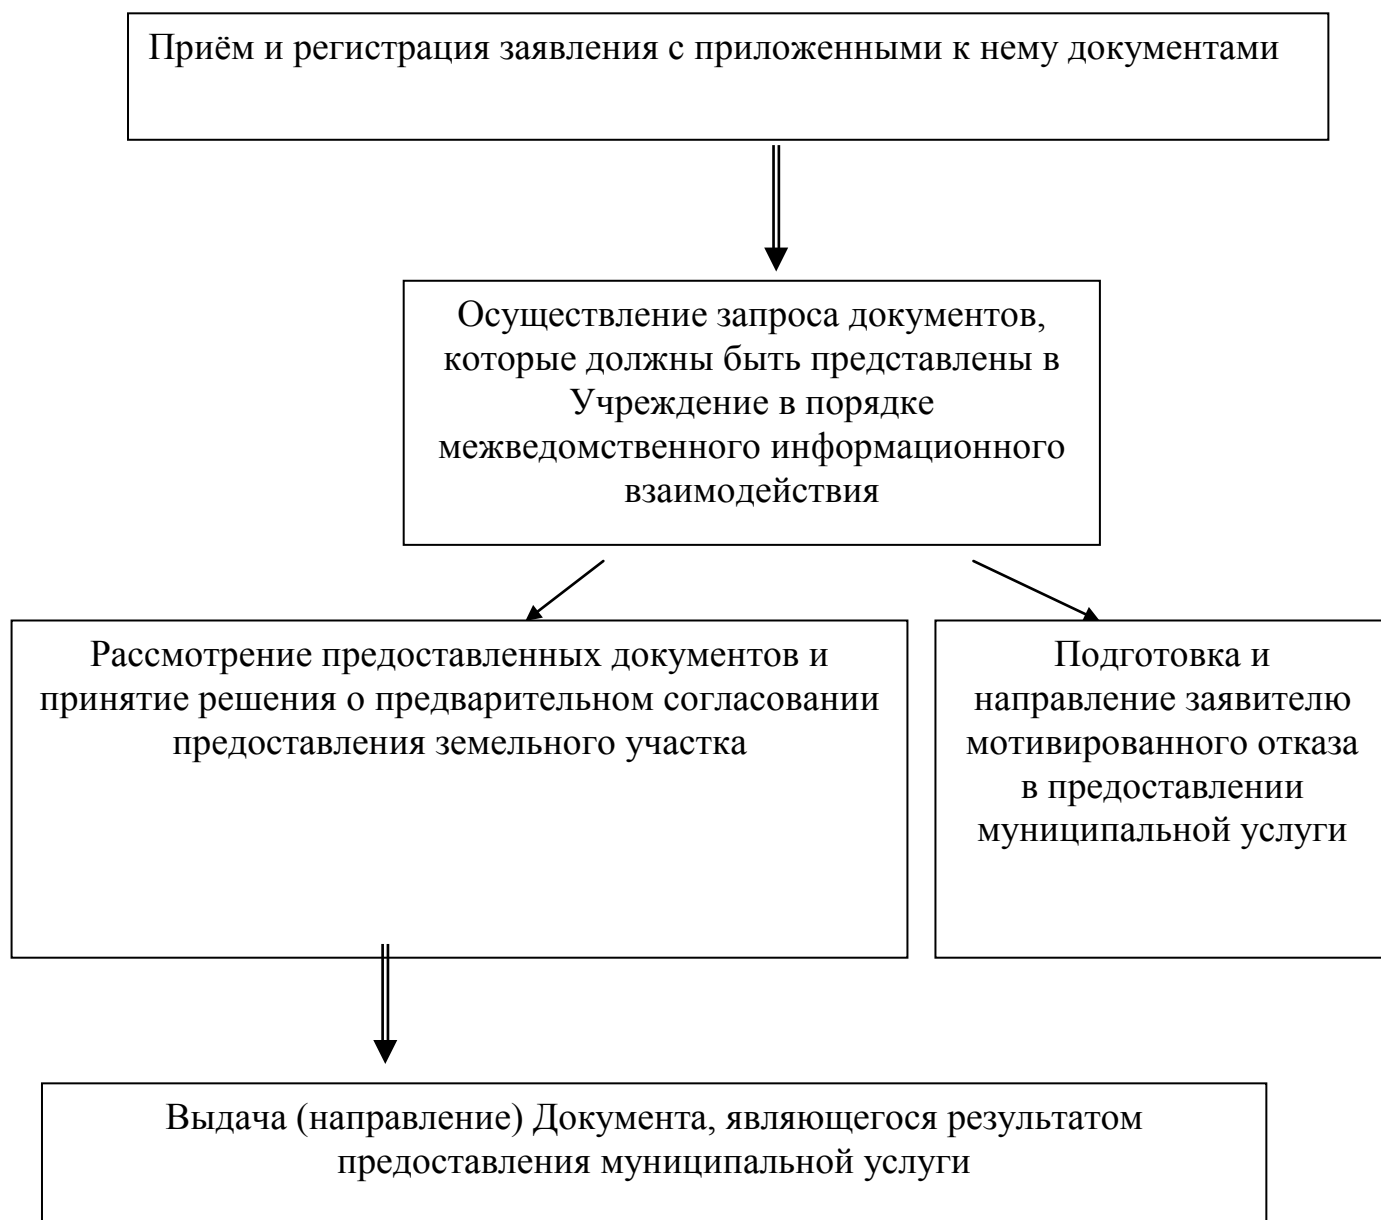 Приём и регистрация заявления с приложенными к нему документами
Осуществление запроса документов,
которые должны быть представлены в
Учреждение в порядке
межведомственного информационного
взаимодействия
Рассмотрение предоставленных документов и
принятие решения о предварительном согласовании
предоставления земельного участка
Подготовка и
направление заявителю
мотивированного отказа
в предоставлении
муниципальной услуги
Выдача (направление) Документа, являющегося результатом
предоставления муниципальной услуги